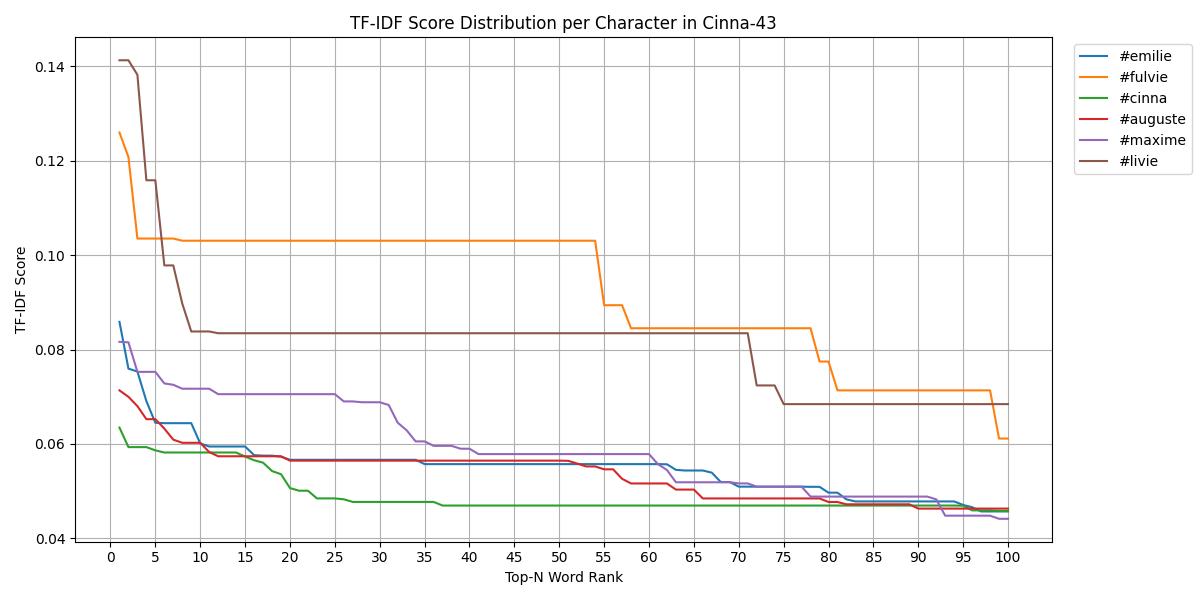 TF-IDF Score Distribution per Character in Cinna-43
TF-IDF Score
0.14
0.12
0.10
0.08
0.06
0.04
0 5 10 15 20 25 30 35 40 45 50 55 60 65 70 75 80 85 90 95 100
Top-N Word Rank
#emilie
#fulvie
#cinna
#auguste
#maxime
#livie